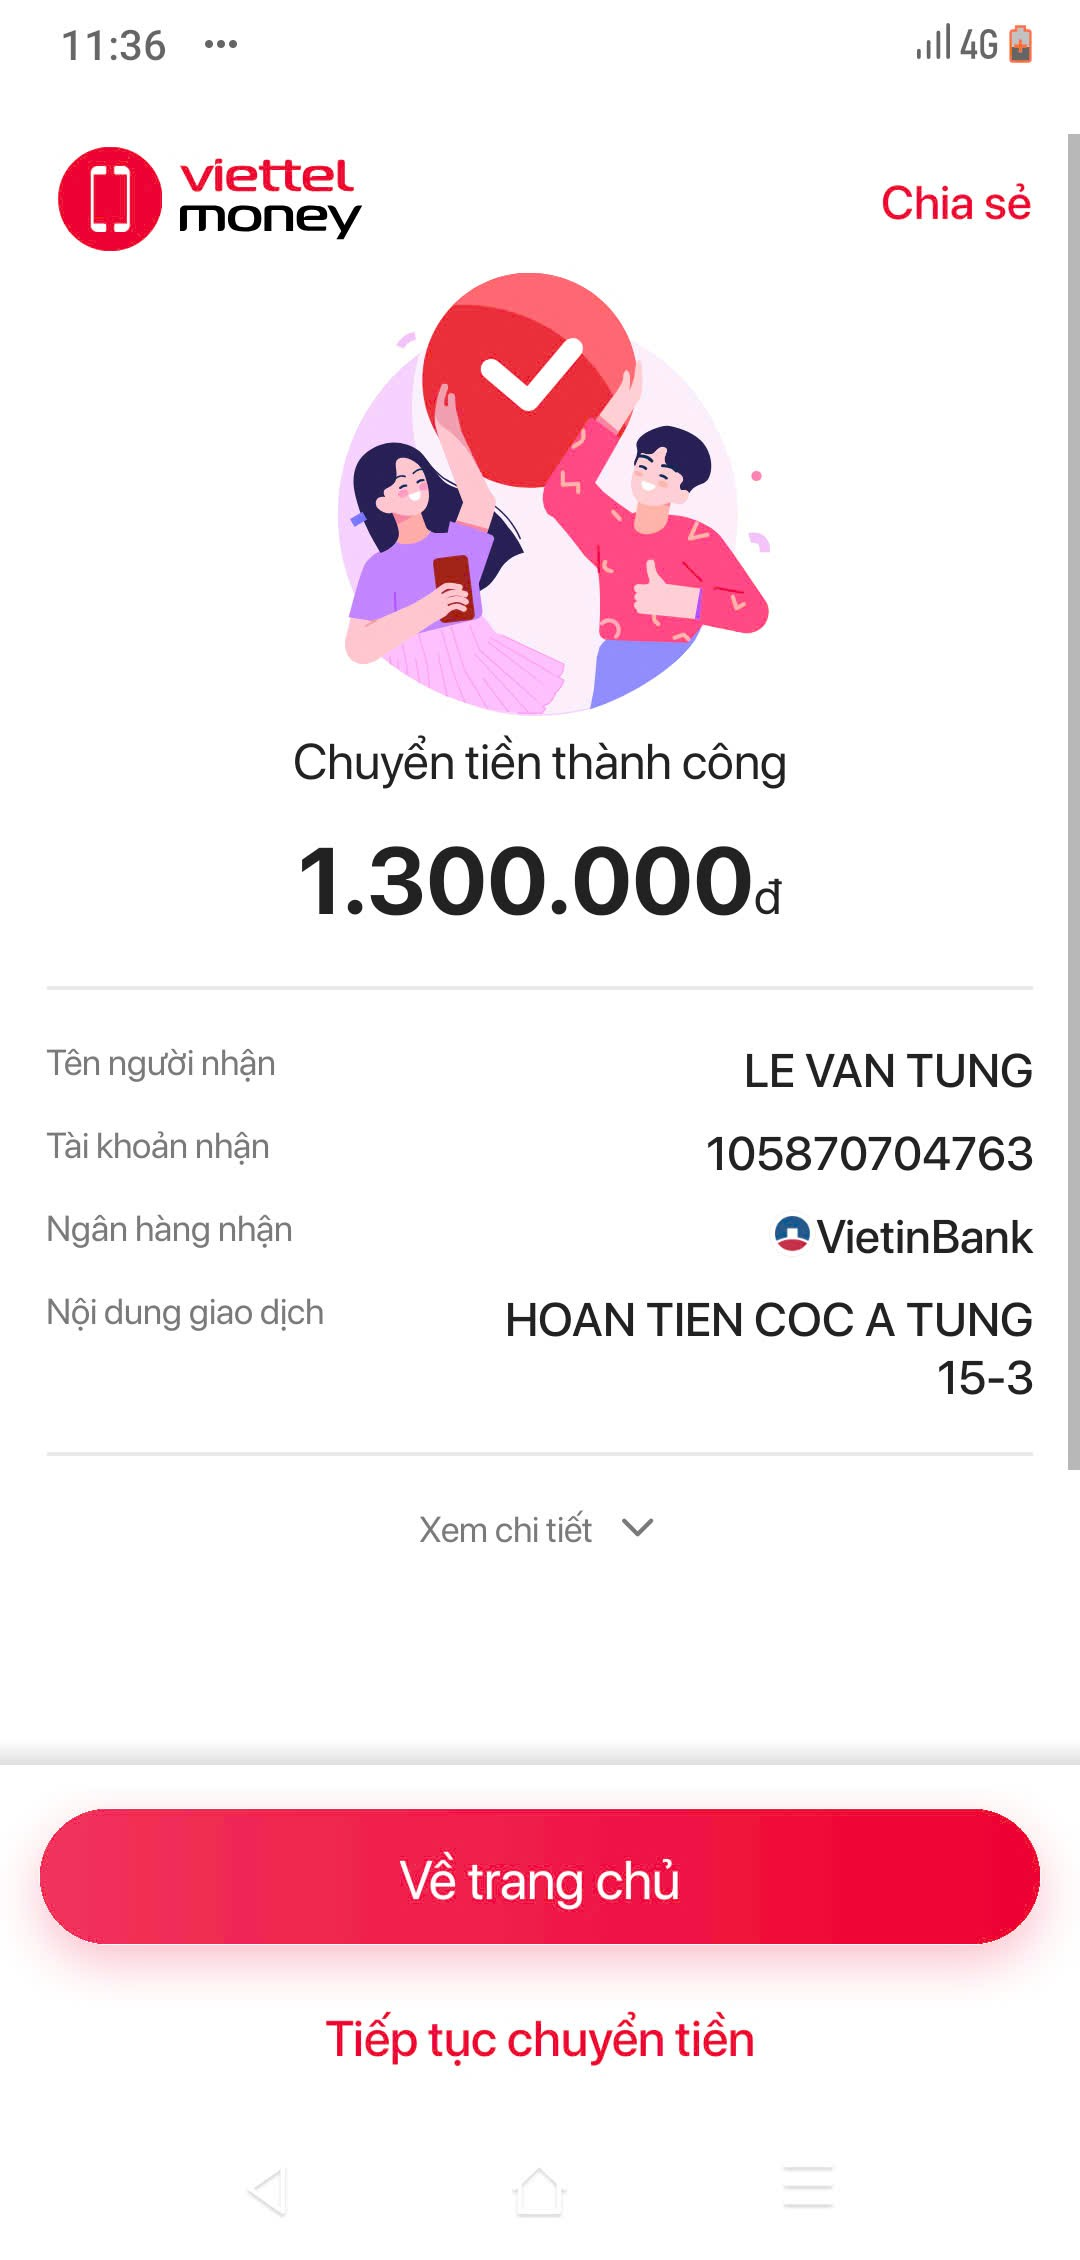 11:36 ••• 4G
viettel
money
Chia sẻ
Chuyển tiền thành công
1.300.000đ
Tên người nhận LE VAN TUNG
Tài khoản nhận 105870704763
Ngân hàng nhận VietinBank
Nội dung giao dịch HOAN TIEN COC A TUNG
15-3
Xem chi tiết
Về trang chủ
Tiếp tục chuyển tiền